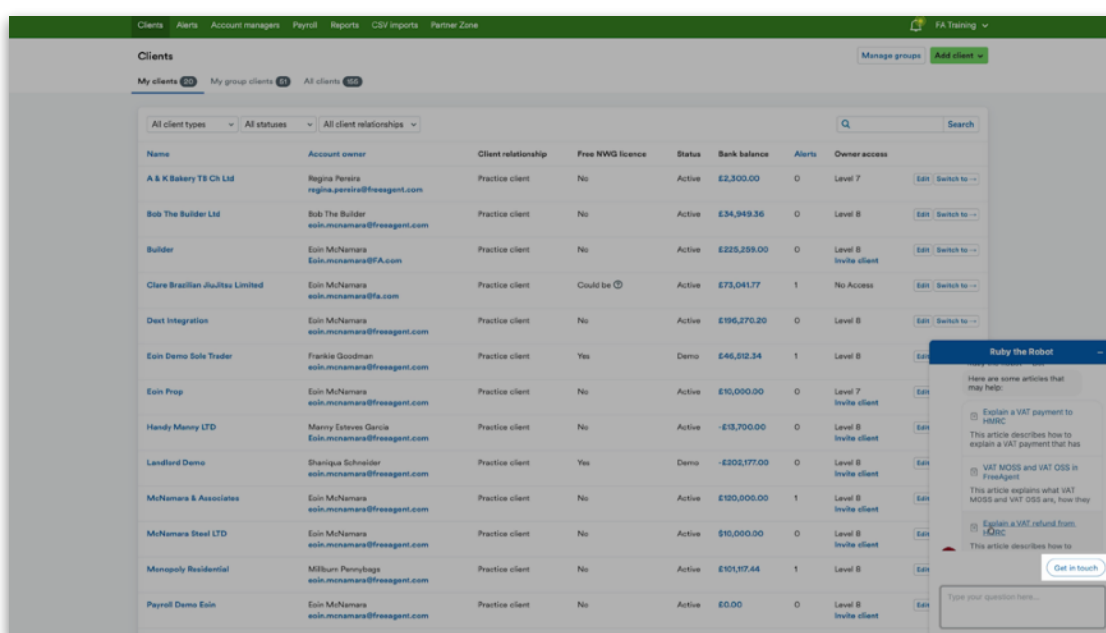 Clients Alerts Account managers Payroll Reports CSV imports Partner Zone FA Training
Clients
Manage groups Add client
My clients 20 My group clients 51 All clients 155
All client types All statuses All client relationships Search
Name Account owner Client relationship Free NWG licence Status Bank balance Alerts Owner access
A & K Bakery T8 Ch Ltd Regina Pereira Practice client No Active £2,300.00 0 Level 7 Edit Switch to
regina.pereira@freeagent.com
Bob The Builder Ltd Bob The Builder Practice client No Active £34,949.36 0 Level 8 Edit Switch to
eoin.mcnamara@freeagent.com
Builder Eoin McNamara Practice client No Active £225,259.00 0 Level 8 Edit Switch to
Eoin.mcnamara@FA.com Invite client
Clare Brazilian JiuJitsu Limited Eoin McNamara Practice client Could be Active £73,041.77 1 No Access Edit Switch to
eoin.mcnamara@fa.com
Dext Integration Eoin McNamara Practice client No Active £196,270.20 0 Level 8 Edit Switch to
eoin.mcnamara@freeagent.com
Eoin Demo Sole Trader Frankie Goodman Practice client Yes Demo £46,512.34 1 Level 8
eoin.mcnamara@freeagent.com
Eoin Prop Eoin McNamara Practice client No Active £10,000.00 0 Level 7
eoin.mcnamara@freeagent.com Invite client
Handy Manny LTD Manny Esteves Garcia Practice client No Active -£13,700.00 0 Level 8
Eoin.mcnamara@freeagent.com Invite client
Landlord Demo Shaniqua Schneider Practice client Yes Demo -£202,177.00 0 Level 8
eoin.mcnamara@freeagent.com Invite client
McNamara & Associates Eoin McNamara Practice client No Active £120,000.00 1 Level 8
eoin.mcnamara@freeagent.com Invite client
McNamara Steel LTD Eoin McNamara Practice client No Active $10,000.00 0 Level 8
eoin.mcnamara@freeagent.com Invite client
Monopoly Residential Millburn Pennybags Practice client No Active £101,117.44 1 Level 8
eoin.mcnamara@freeagent.com
Payroll Demo Eoin Eoin McNamara Practice client No Active £0.00 0 Level 8
eoin.mcnamara@freeagent.com Invite client
Ruby the Robot
Here are some articles that
may help:
Explain a VAT payment to
HMRC
This article describes how to
explain a VAT payment that has
VAT MOSS and VAT OSS in
FreeAgent
This article explains what VAT
MOSS and VAT OSS are, how they
Explain a VAT refund from
HMRC
This article describes how to
Get in touch
Type your question here...